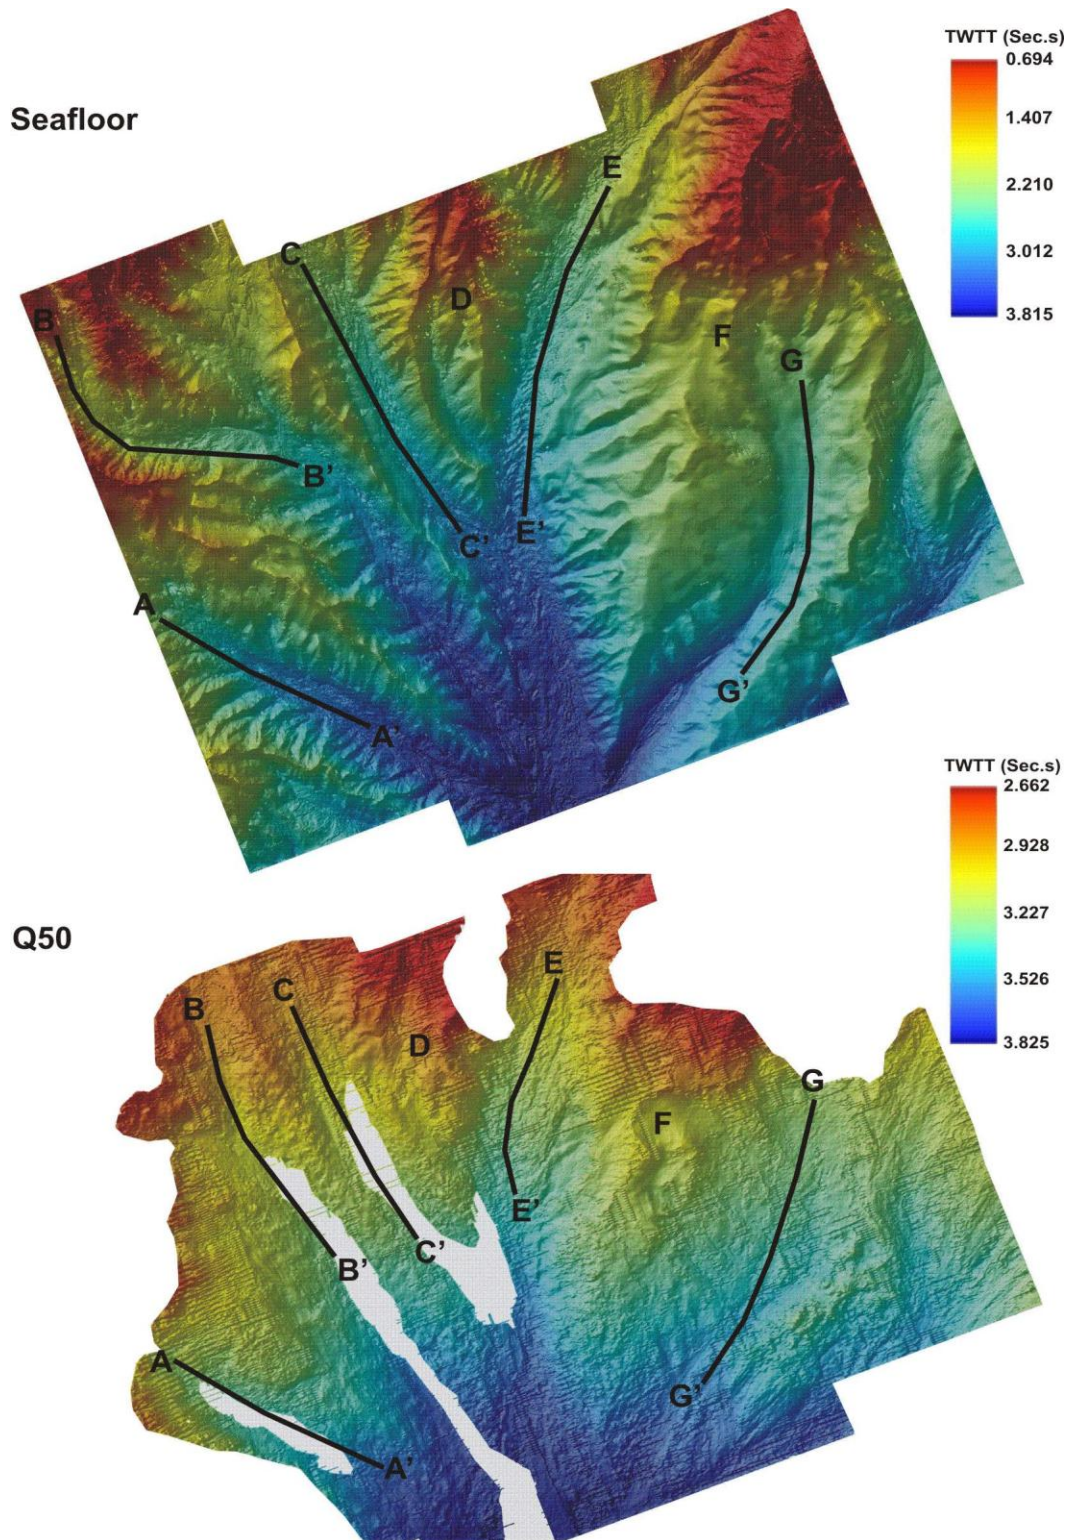 TWTT (Sec.s)
0.694
Seafloor
1.407
E
2.210
C
3.012
D
B
3.815
F
G
B'
E'
C'
A
G'
A'
TWTT (Sec.s)
2.662
2.928
3.227
Q50
3.526
E
C
B
3.825
D
G
F
E'
C'
B'
A
G'
A'